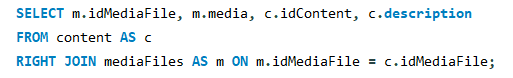 SELECT m.idMediaFile, m.media, c.idContent, c.description
FROM content AS c
RIGHT JOIN mediaFiles AS m ON m.idMediaFile = c.idMediaFile;